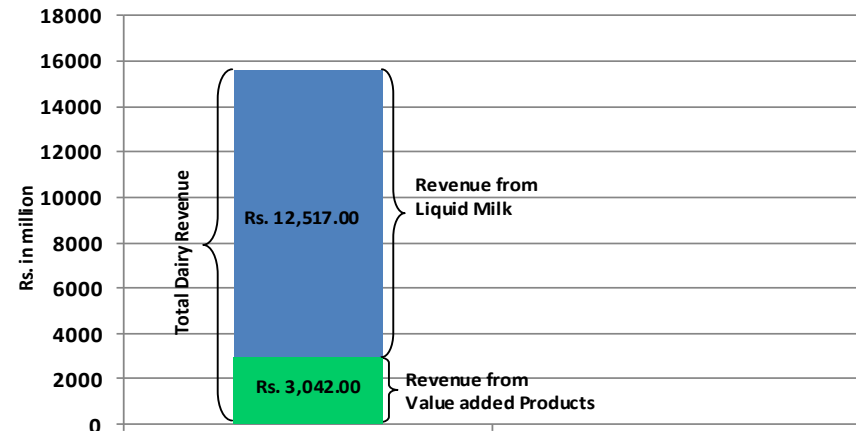 18000
16000
14000
12000
10000
8000
6000
4000
2000
0
Rs. in million
Total Dairy Revenue
Rs. 12,517.00
Revenue from
Liquid Milk
Rs. 3,042.00
Revenue from
Value added Products